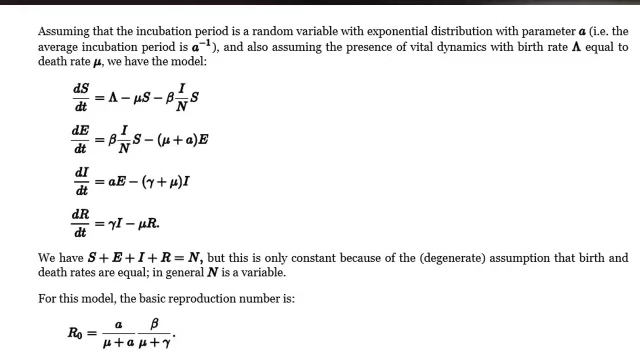 Assuming that the incubation period is a random variable with exponential distribution with parameter a (i.e. the
average incubation period is a⁻¹), and also assuming the presence of vital dynamics with birth rate Λ equal to
death rate μ, we have the model:
dS/dt = Λ − μS − β I/N S
dE/dt = β I/N S − (μ + a)E
dI/dt = aE − (γ + μ)I
dR/dt = γI − μR.
We have S + E + I + R = N, but this is only constant because of the (degenerate) assumption that birth and
death rates are equal; in general N is a variable.
For this model, the basic reproduction number is:
R₀ = a/(μ + a) β/(μ + γ).